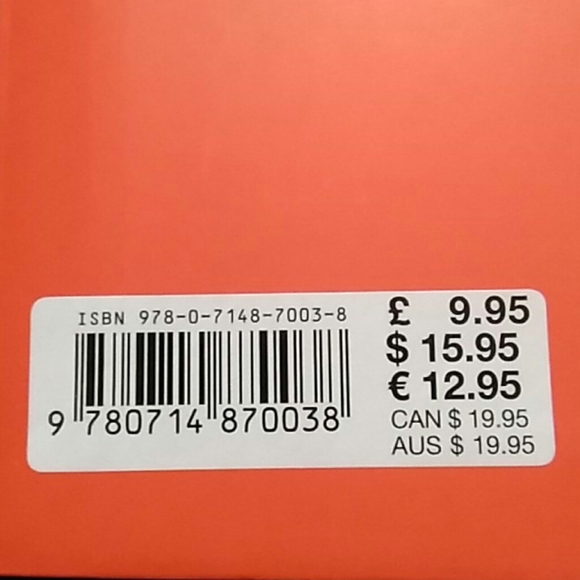 ISBN 978-0-7148-7003-8
9 780714 870038
£ 9.95
$ 15.95
€ 12.95
CAN $ 19.95
AUS $ 19.95